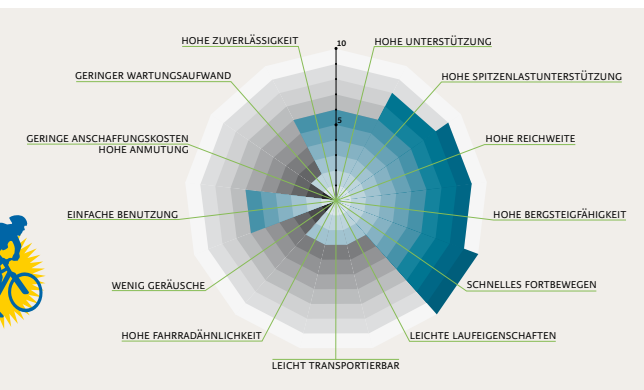 HOHE ZUVERLÄSSIGKEIT
10
HOHE UNTERSTÜTZUNG
GERINGER WARTUNGSAUFWAND
HOHE SPITZENLASTUNTERSTÜTZUNG
5
GERINGE ANSCHAFFUNGSKOSTEN
HOHE ANMUTUNG
HOHE REICHWEITE
EINFACHE BENUTZUNG
HOHE BERGSTEIGFÄHIGKEIT
WENIG GERÄUSCHE
SCHNELLES FORTBEWEGEN
HOHE FAHRRADÄHNLICHKEIT
LEICHTE LAUFEIGENSCHAFTEN
LEICHT TRANSPORTIERBAR